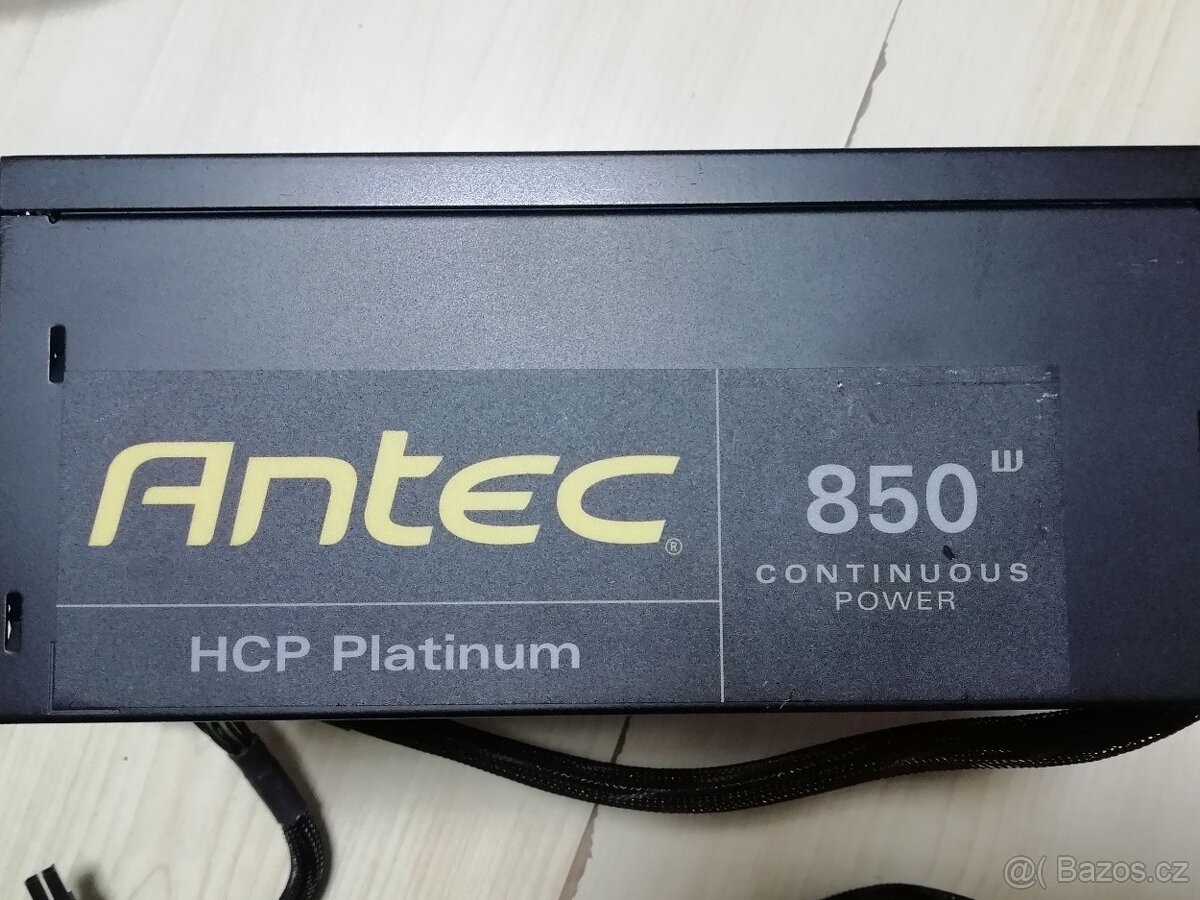 Antec®
HCP Platinum
850 W
CONTINUOUS
POWER
@( Bazos.cz